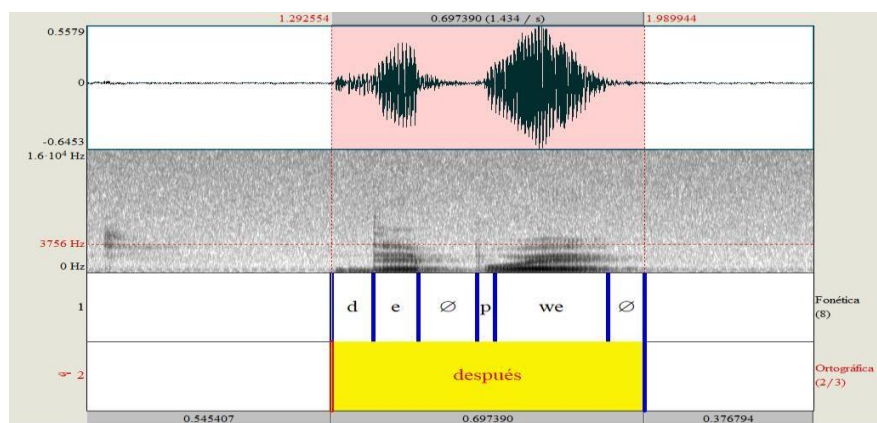 1.292554 0.697390 (1.434 / s) 1.989944
0.5579
0
-0.6453
1.6·10⁴ Hz
3756 Hz
0 Hz
1 d e ∅ p we ∅ Fonética
(8)
☞ 2 después Ortográfica
(2/3)
0.545407 0.697390 0.376794